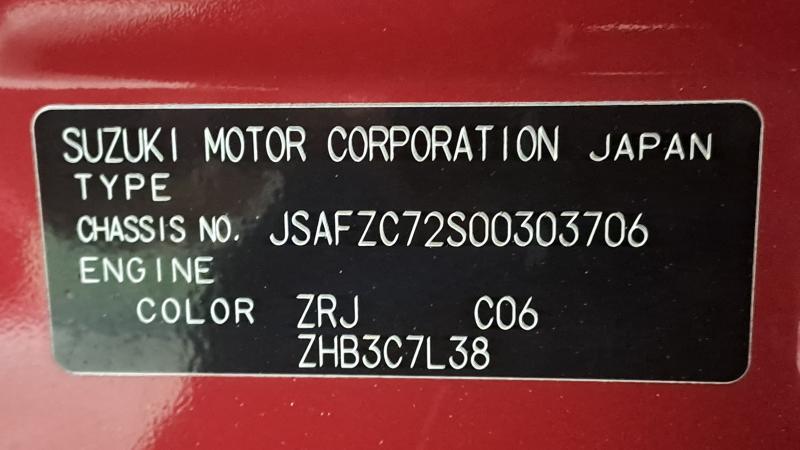 SUZUKI MOTOR CORPORATION JAPAN
TYPE
CHASSIS NO. JSAFZC72S00303706
ENGINE
COLOR ZRJ C06
ZHB3C7L38